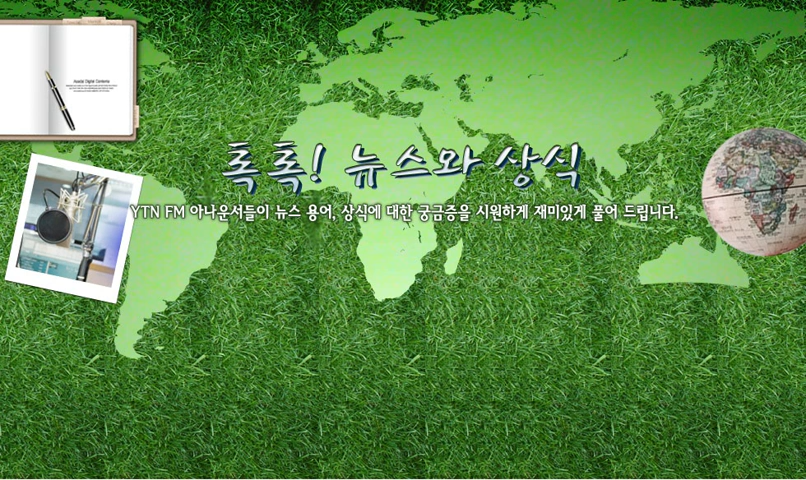 톡톡! 뉴스와 상식
YTN FM 아나운서들이 뉴스 용어, 상식에 대한 궁금증을 시원하게 재미있게 풀어 드립니다.